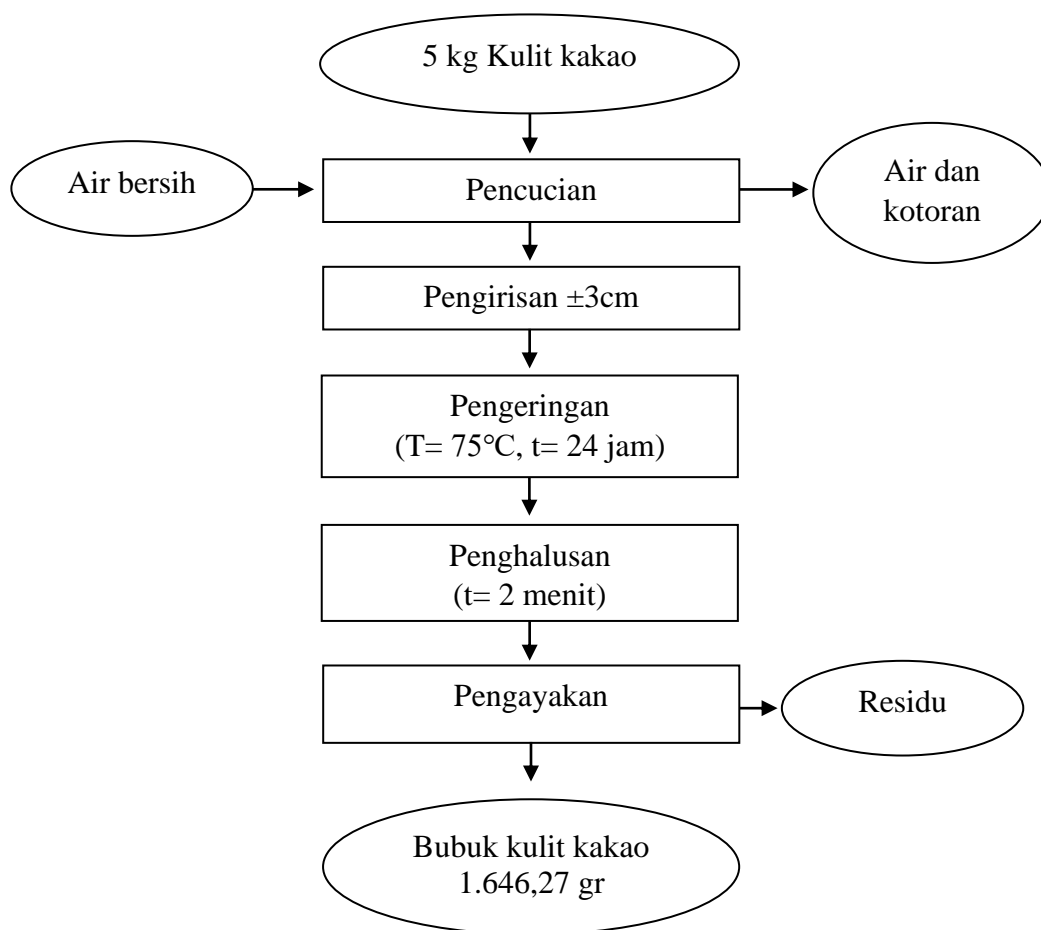 5 kg Kulit kakao
Air bersih
Pencucian
Air dan
kotoran
Pengirisan ±3cm
Pengeringan
(T= 75°C, t= 24 jam)
Penghalusan
(t= 2 menit)
Pengayakan
Residu
Bubuk kulit kakao
1.646,27 gr